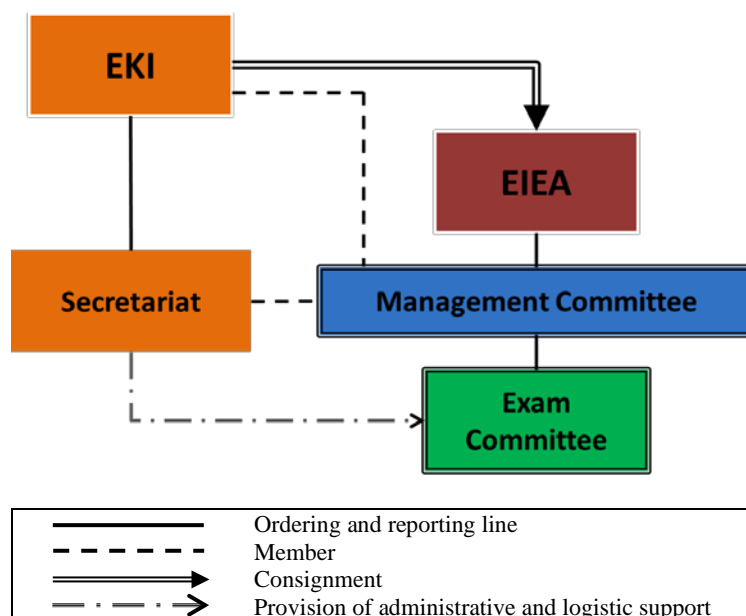 EKI
EIEA
Secretariat
Management Committee
Exam
Committee
Ordering and reporting line
Member
Consignment
Provision of administrative and logistic support